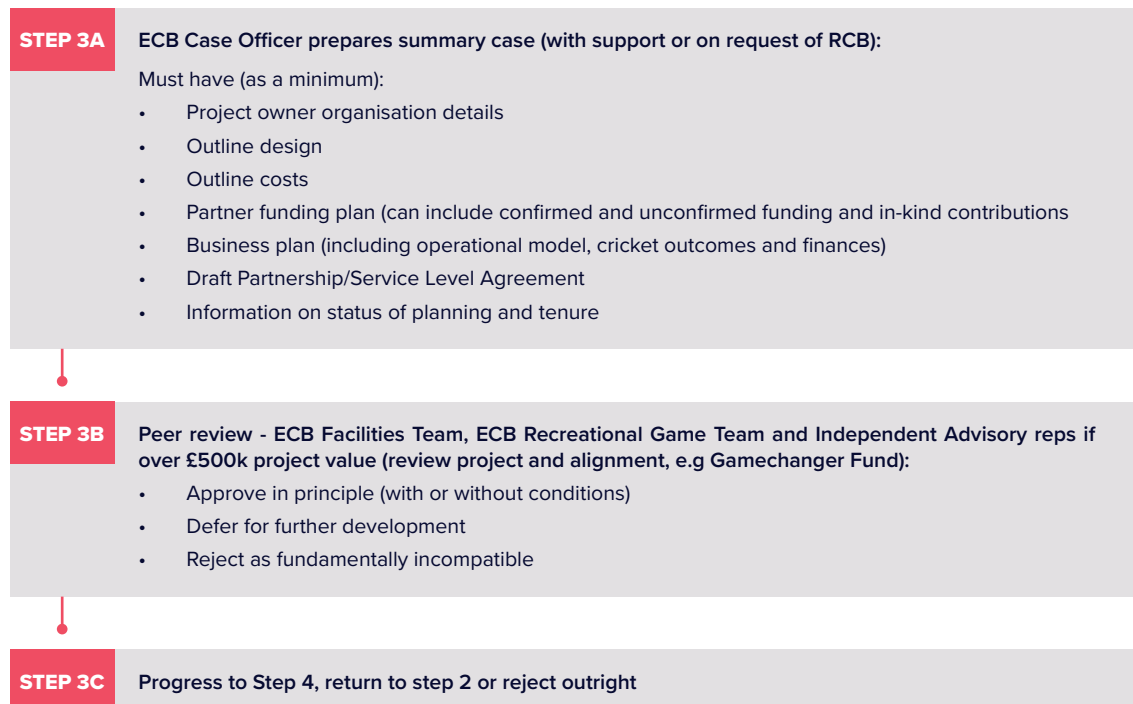 STEP 3A
ECB Case Officer prepares summary case (with support or on request of RCB):
Must have (as a minimum):
• Project owner organisation details
• Outline design
• Outline costs
• Partner funding plan (can include confirmed and unconfirmed funding and in-kind contributions
• Business plan (including operational model, cricket outcomes and finances)
• Draft Partnership/Service Level Agreement
• Information on status of planning and tenure
STEP 3B
Peer review - ECB Facilities Team, ECB Recreational Game Team and Independent Advisory reps if
over £500k project value (review project and alignment, e.g Gamechanger Fund):
• Approve in principle (with or without conditions)
• Defer for further development
• Reject as fundamentally incompatible
STEP 3C
Progress to Step 4, return to step 2 or reject outright